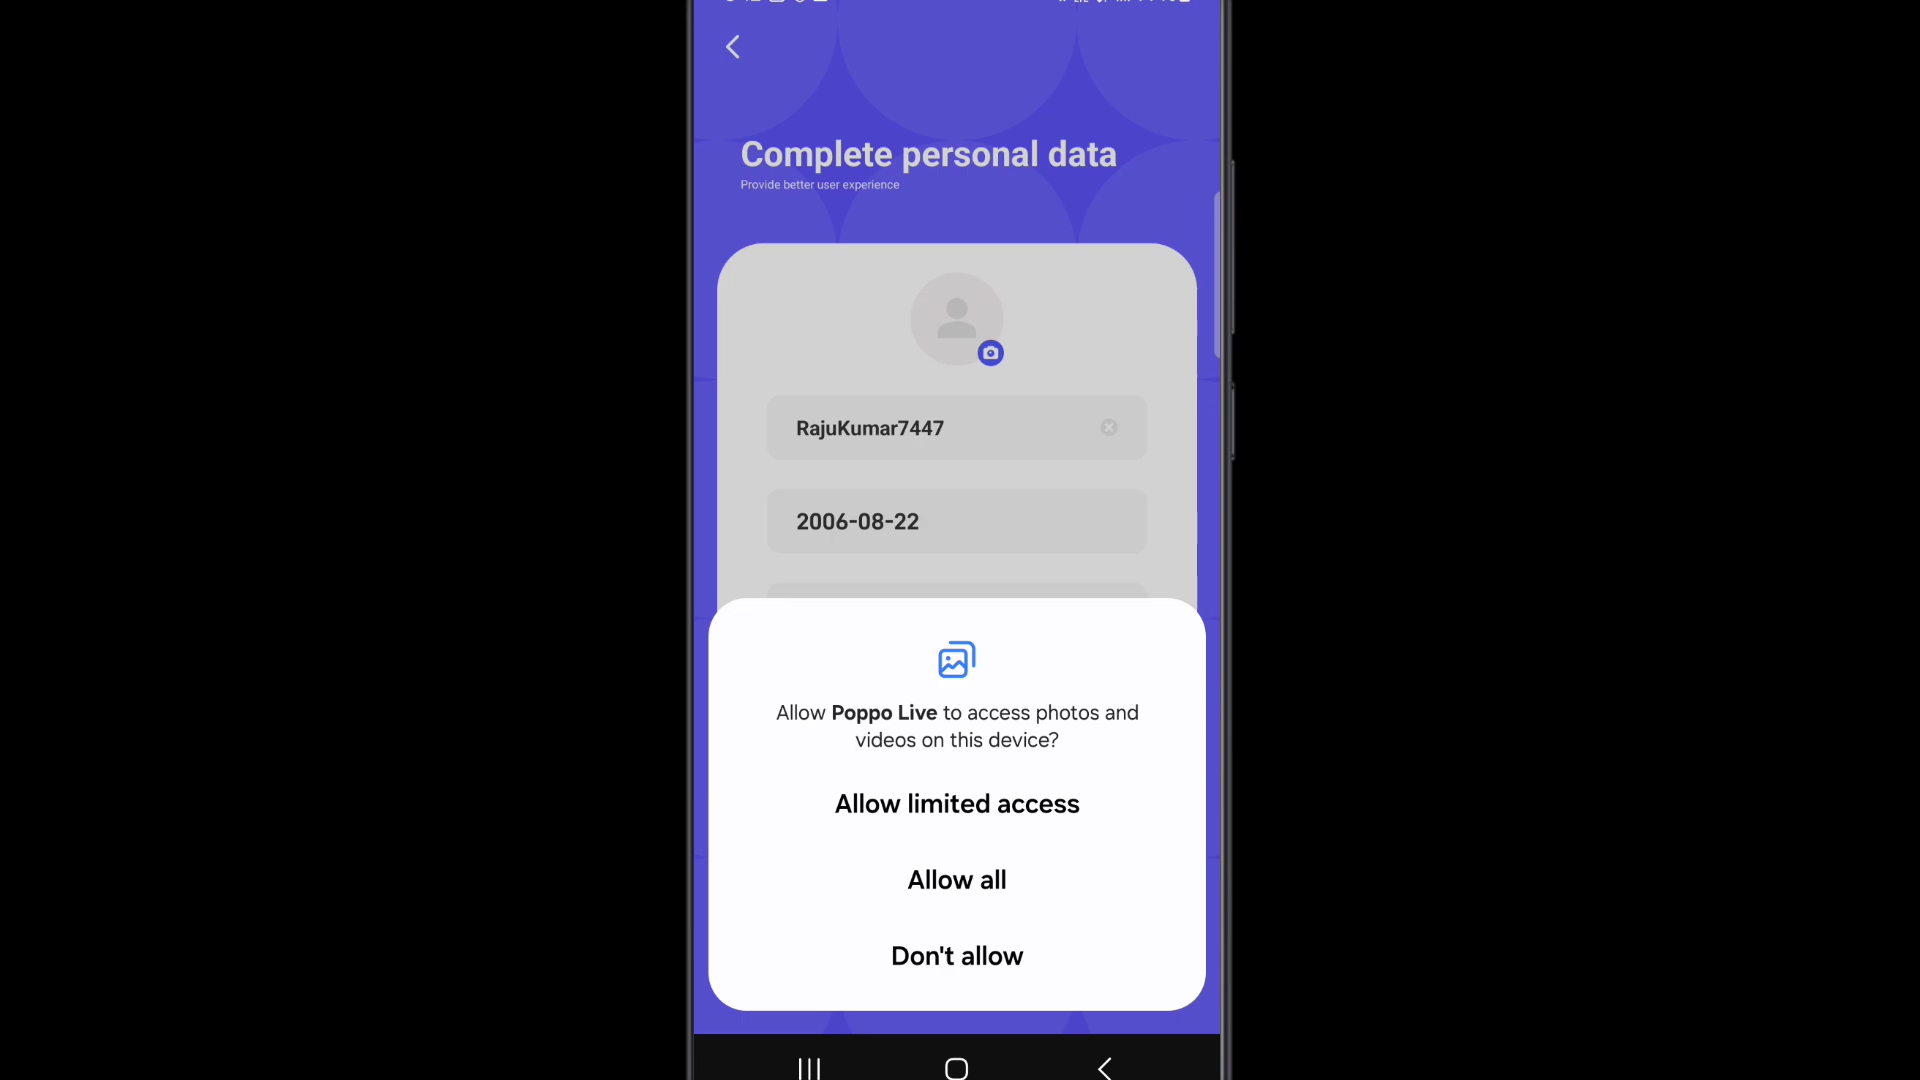 Complete personal data
Provide better user experience
RajuKumar7447
2006-08-22
Allow Poppo Live to access photos and
videos on this device?
Allow limited access
Allow all
Don't allow